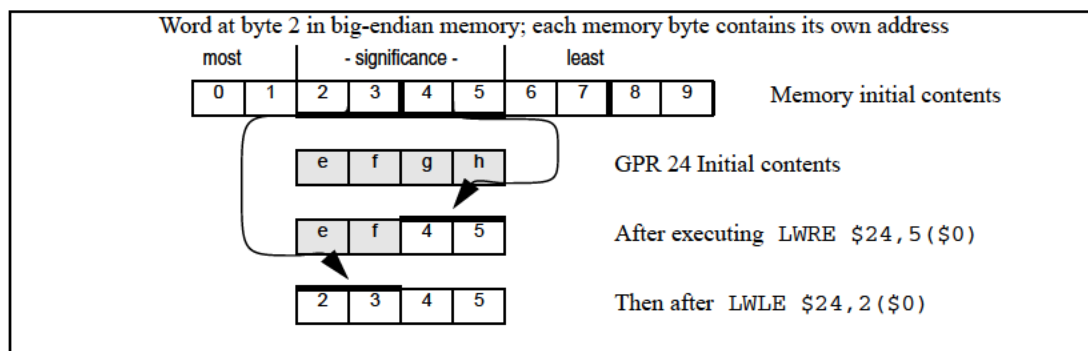 Word at byte 2 in big-endian memory; each memory byte contains its own address
most - significance - least
0 1 2 3 4 5 6 7 8 9 Memory initial contents
e f g h GPR 24 Initial contents
e f 4 5 After executing LWRE $24,5($0)
2 3 4 5 Then after LWLE $24,2($0)